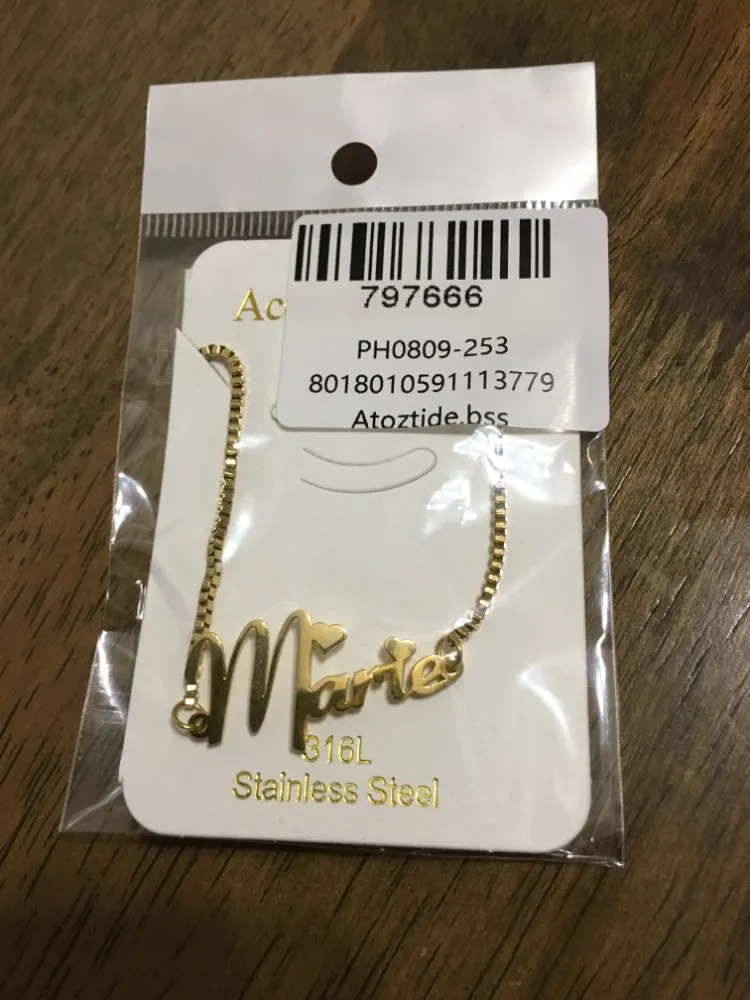 797666
PH0809-253
8018010591113779
Atoztide.bss
Marie
316L
Stainless Steel